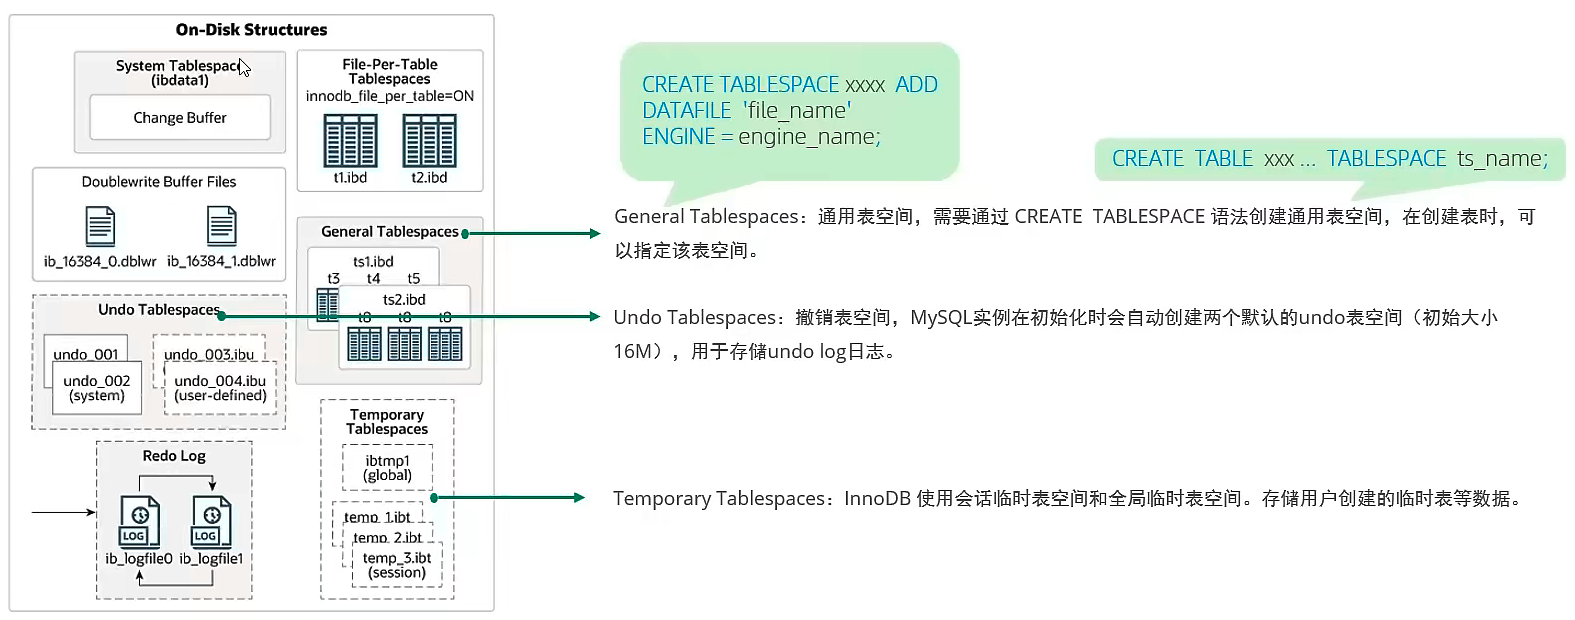 On-Disk Structures
System Tablespace
(ibdata1)
Change Buffer
File-Per-Table
Tablespaces
innodb_file_per_table=ON
t1.ibd t2.ibd
Doublewrite Buffer Files
ib_16384_0.dblwr ib_16384_1.dblwr
General Tablespaces
ts1.ibd
t3 t4 t5
ts2.ibd
t8 t8 t8
Undo Tablespaces
undo_001
undo_002
(system)
undo_003.ibu
undo_004.ibu
(user-defined)
Redo Log
LOG LOG
ib_logfile0 ib_logfile1
Temporary
Tablespaces
ibtmp1
(global)
temp_1.ibt
temp_2.ibt
temp_3.ibt
(session)
CREATE TABLESPACE xxxx ADD
DATAFILE 'file_name'
ENGINE = engine_name;
CREATE TABLE xxx ... TABLESPACE ts_name;
General Tablespaces：通用表空间，需要通过 CREATE TABLESPACE 语法创建通用表空间，在创建表时，可
以指定该表空间。
Undo Tablespaces：撤销表空间，MySQL实例在初始化时会自动创建两个默认的undo表空间（初始大小
16M），用于存储undo log日志。
Temporary Tablespaces：InnoDB 使用会话临时表空间和全局临时表空间。存储用户创建的临时表等数据。